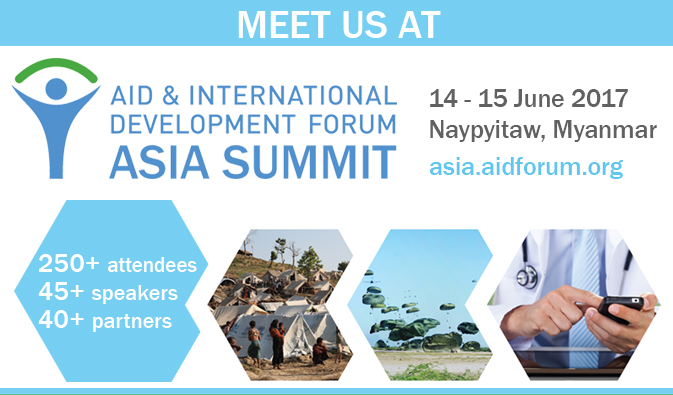 MEET US AT
AID & INTERNATIONAL
DEVELOPMENT FORUM
ASIA SUMMIT
14 - 15 June 2017
Naypyitaw, Myanmar
asia.aidforum.org
250+ attendees
45+ speakers
40+ partners